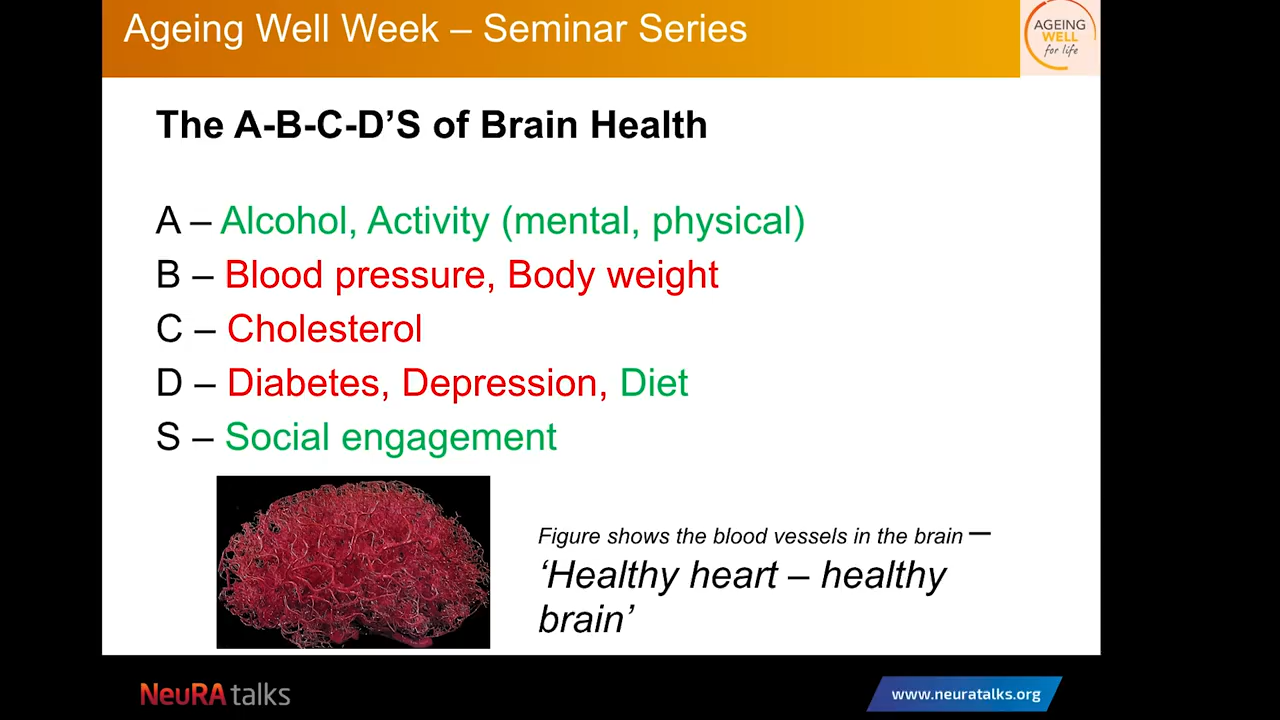 Ageing Well Week – Seminar Series
AGEING
WELL
for life
The A-B-C-D’S of Brain Health
A – Alcohol, Activity (mental, physical)
B – Blood pressure, Body weight
C – Cholesterol
D – Diabetes, Depression, Diet
S – Social engagement
Figure shows the blood vessels in the brain –
‘Healthy heart – healthy
brain’
NeuRA talks
www.neuratalks.org